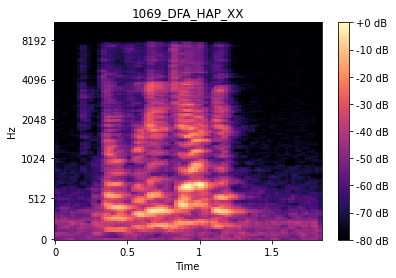 1069_DFA_HAP_XX
+0 dB
8192
-10 dB
4096
-20 dB
-30 dB
2048
Hz
-40 dB
1024
-50 dB
512
-60 dB
-70 dB
0
-80 dB
0
0.5
1
1.5
Time